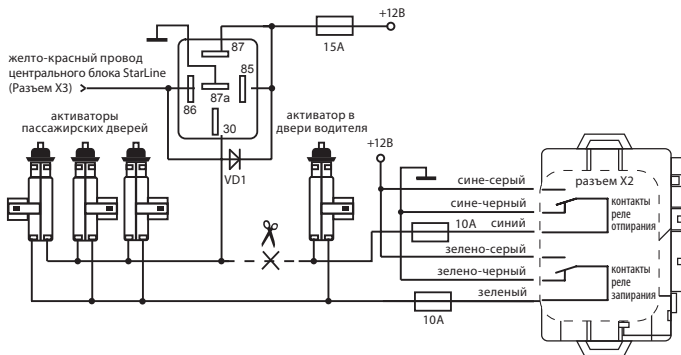 +12В
15А
87
85
86
87а
30
желто-красный провод
центрального блока StarLine
(Разъем X3)
VD1
активаторы
пассажирских дверей
активатор в
двери водителя
+12В
сине-серый
сине-черный
синий
10А
зелено-серый
зелено-черный
зеленый
10А
разъем X2
контакты
реле
отпирания
контакты
реле
запирания